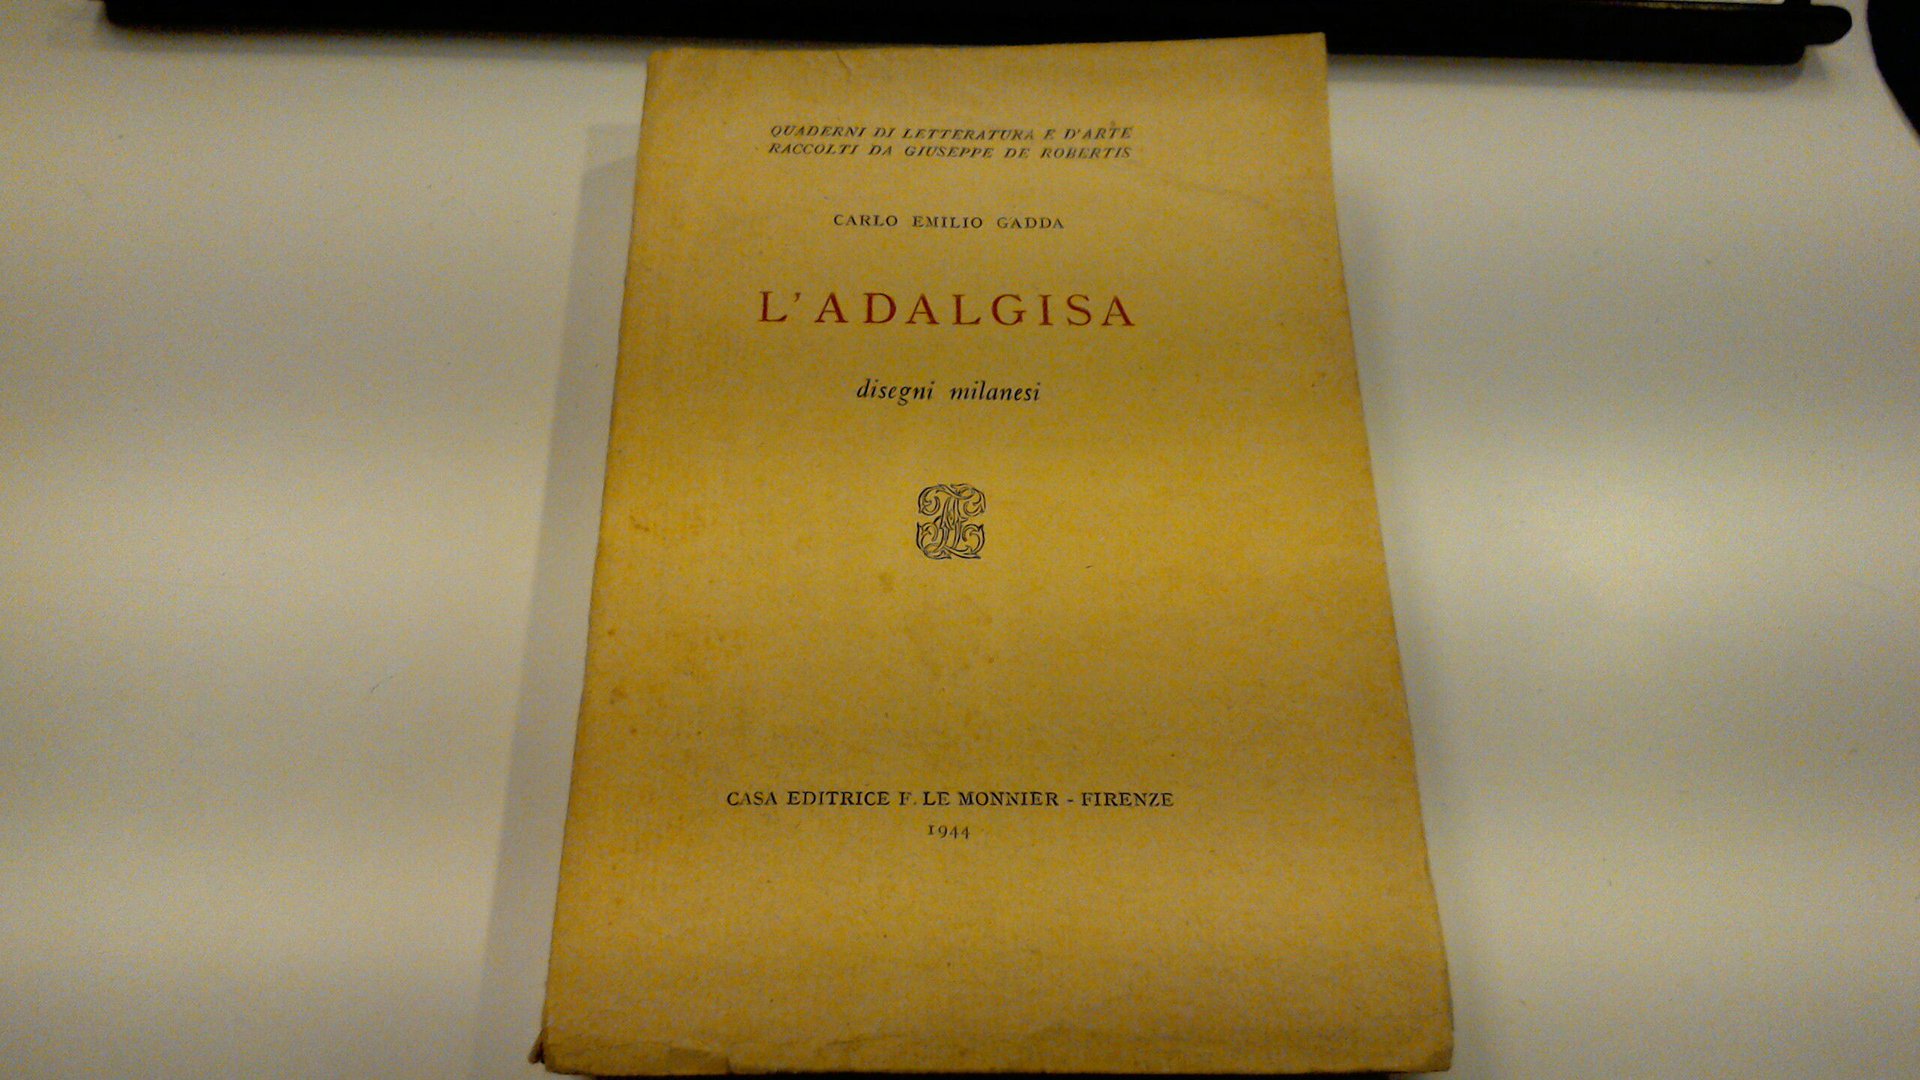 QUADERNI DI LETTERATURA E D'ARTE
RACCOLTI DA GIUSEPPE DE ROBERTIS
CARLO EMILIO GADDA
L'ADALGISA
disegni milanesi
CASA EDITRICE F. LE MONNIER - FIRENZE
1944